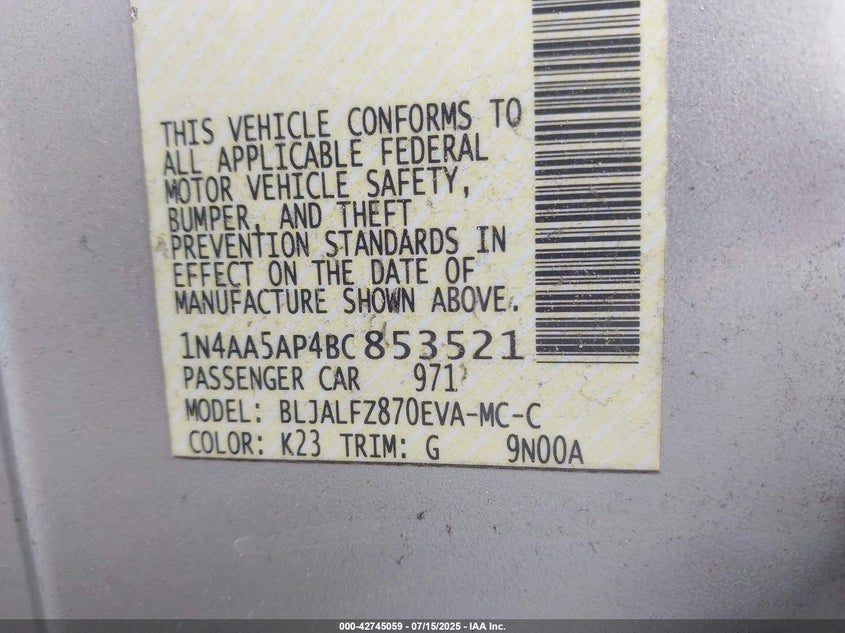 THIS VEHICLE CONFORMS TO
ALL APPLICABLE FEDERAL
MOTOR VEHICLE SAFETY,
BUMPER, AND THEFT
PREVENTION STANDARDS IN
EFFECT ON THE DATE OF
MANUFACTURE SHOWN ABOVE.
1N4AA5AP4BC853521
PASSENGER CAR 971
MODEL: BLJALFZ870EVA-MC-C
COLOR: K23 TRIM: G 9N00A
000-42745059 - 07/15/2025 - IAA Inc.